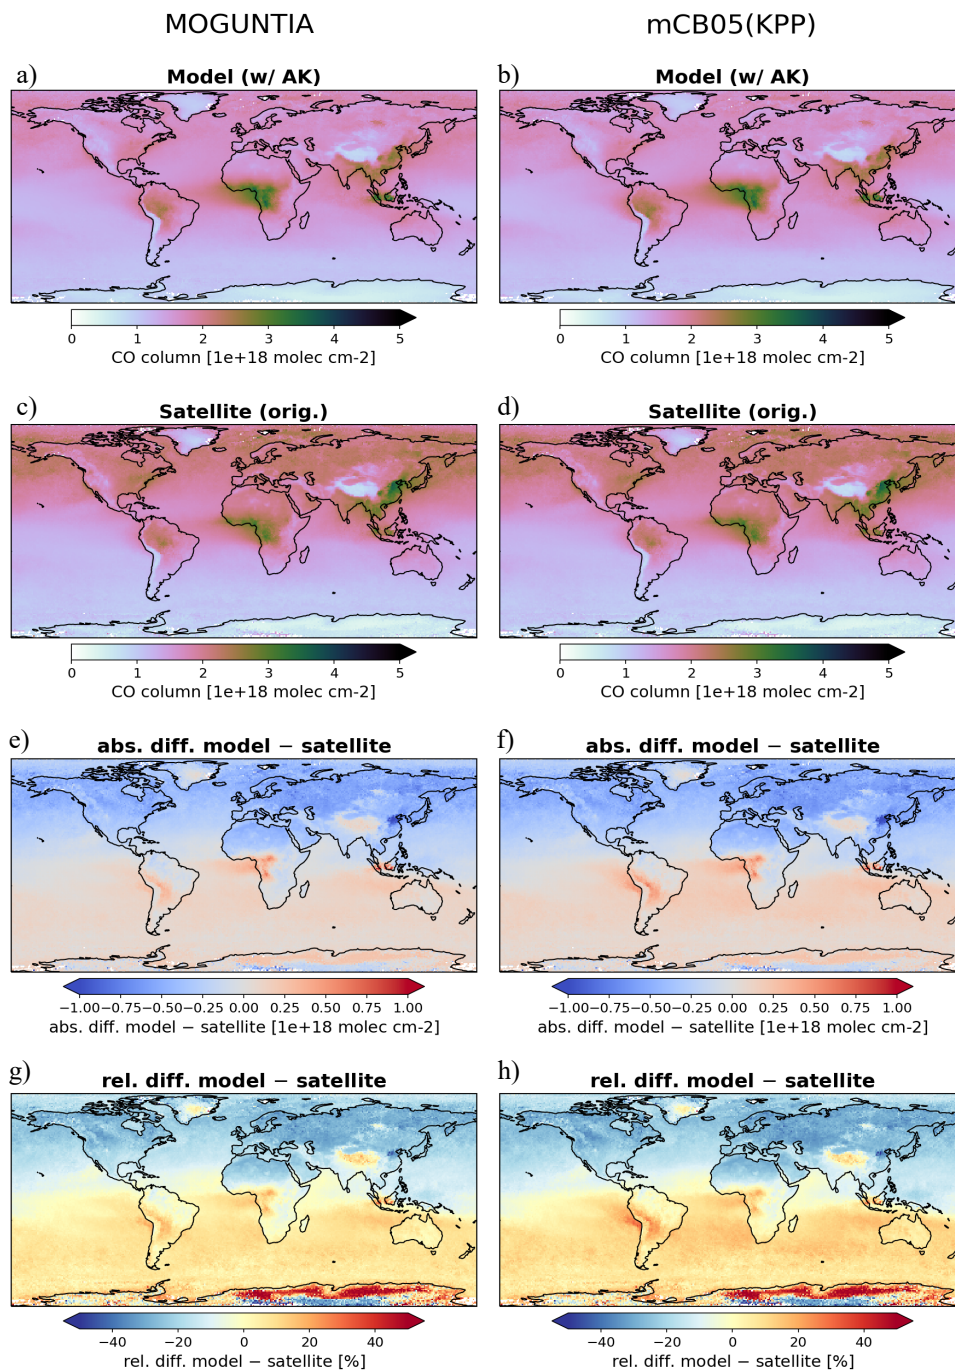 MOGUNTIA mCB05(KPP)
a) Model (w/ AK) b) Model (w/ AK)
0 1 2 3 4 5 0 1 2 3 4 5
CO column [1e+18 molec cm-2] CO column [1e+18 molec cm-2]
c) Satellite (orig.) d) Satellite (orig.)
0 1 2 3 4 5 0 1 2 3 4 5
CO column [1e+18 molec cm-2] CO column [1e+18 molec cm-2]
e) abs. diff. model − satellite f) abs. diff. model − satellite
−1.00 −0.75 −0.50 −0.25 0.00 0.25 0.50 0.75 1.00 −1.00 −0.75 −0.50 −0.25 0.00 0.25 0.50 0.75 1.00
abs. diff. model − satellite [1e+18 molec cm-2] abs. diff. model − satellite [1e+18 molec cm-2]
g) rel. diff. model − satellite h) rel. diff. model − satellite
−40 −20 0 20 40 −40 −20 0 20 40
rel. diff. model − satellite [%] rel. diff. model − satellite [%]